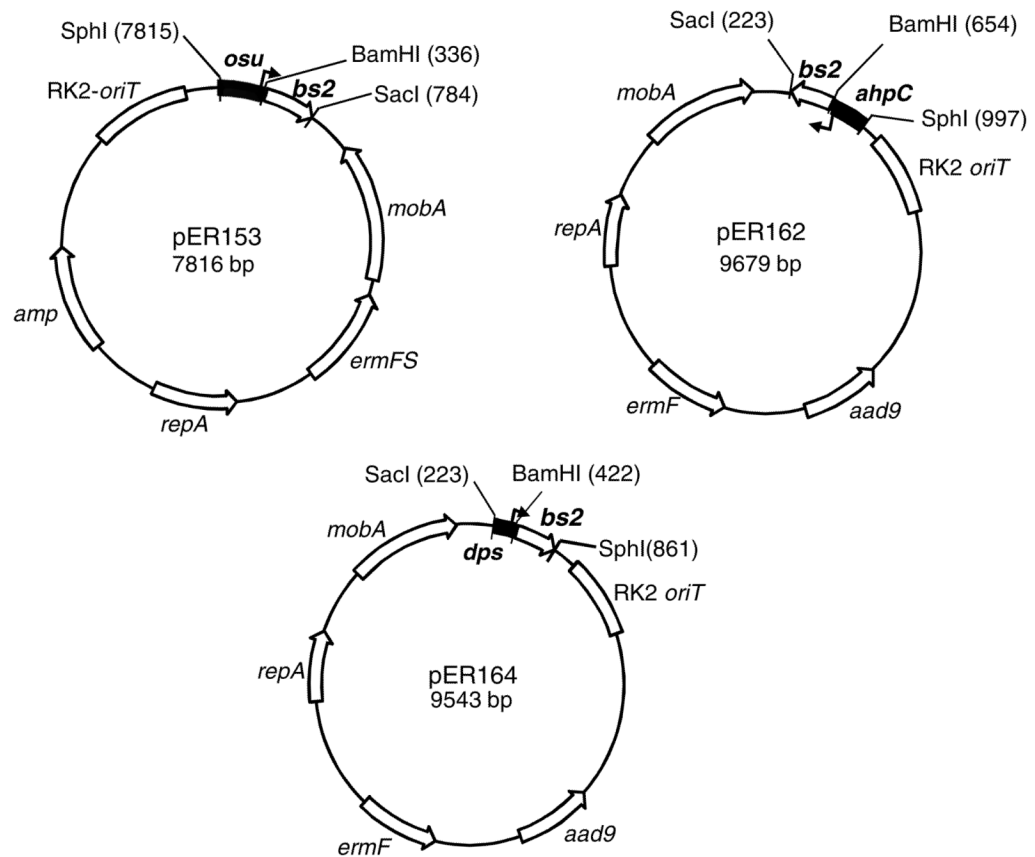 SphI (7815)
osu
BamHI (336)
RK2-oriT
bs2
SacI (784)
mobA
pER153
7816 bp
amp
ermFS
repA
SacI (223)
BamHI (654)
bs2
mobA
ahpC
SphI (997)
RK2 oriT
repA
pER162
9679 bp
ermF
aad9
SacI (223)
BamHI (422)
mobA
bs2
dps
SphI(861)
RK2 oriT
repA
pER164
9543 bp
ermF
aad9